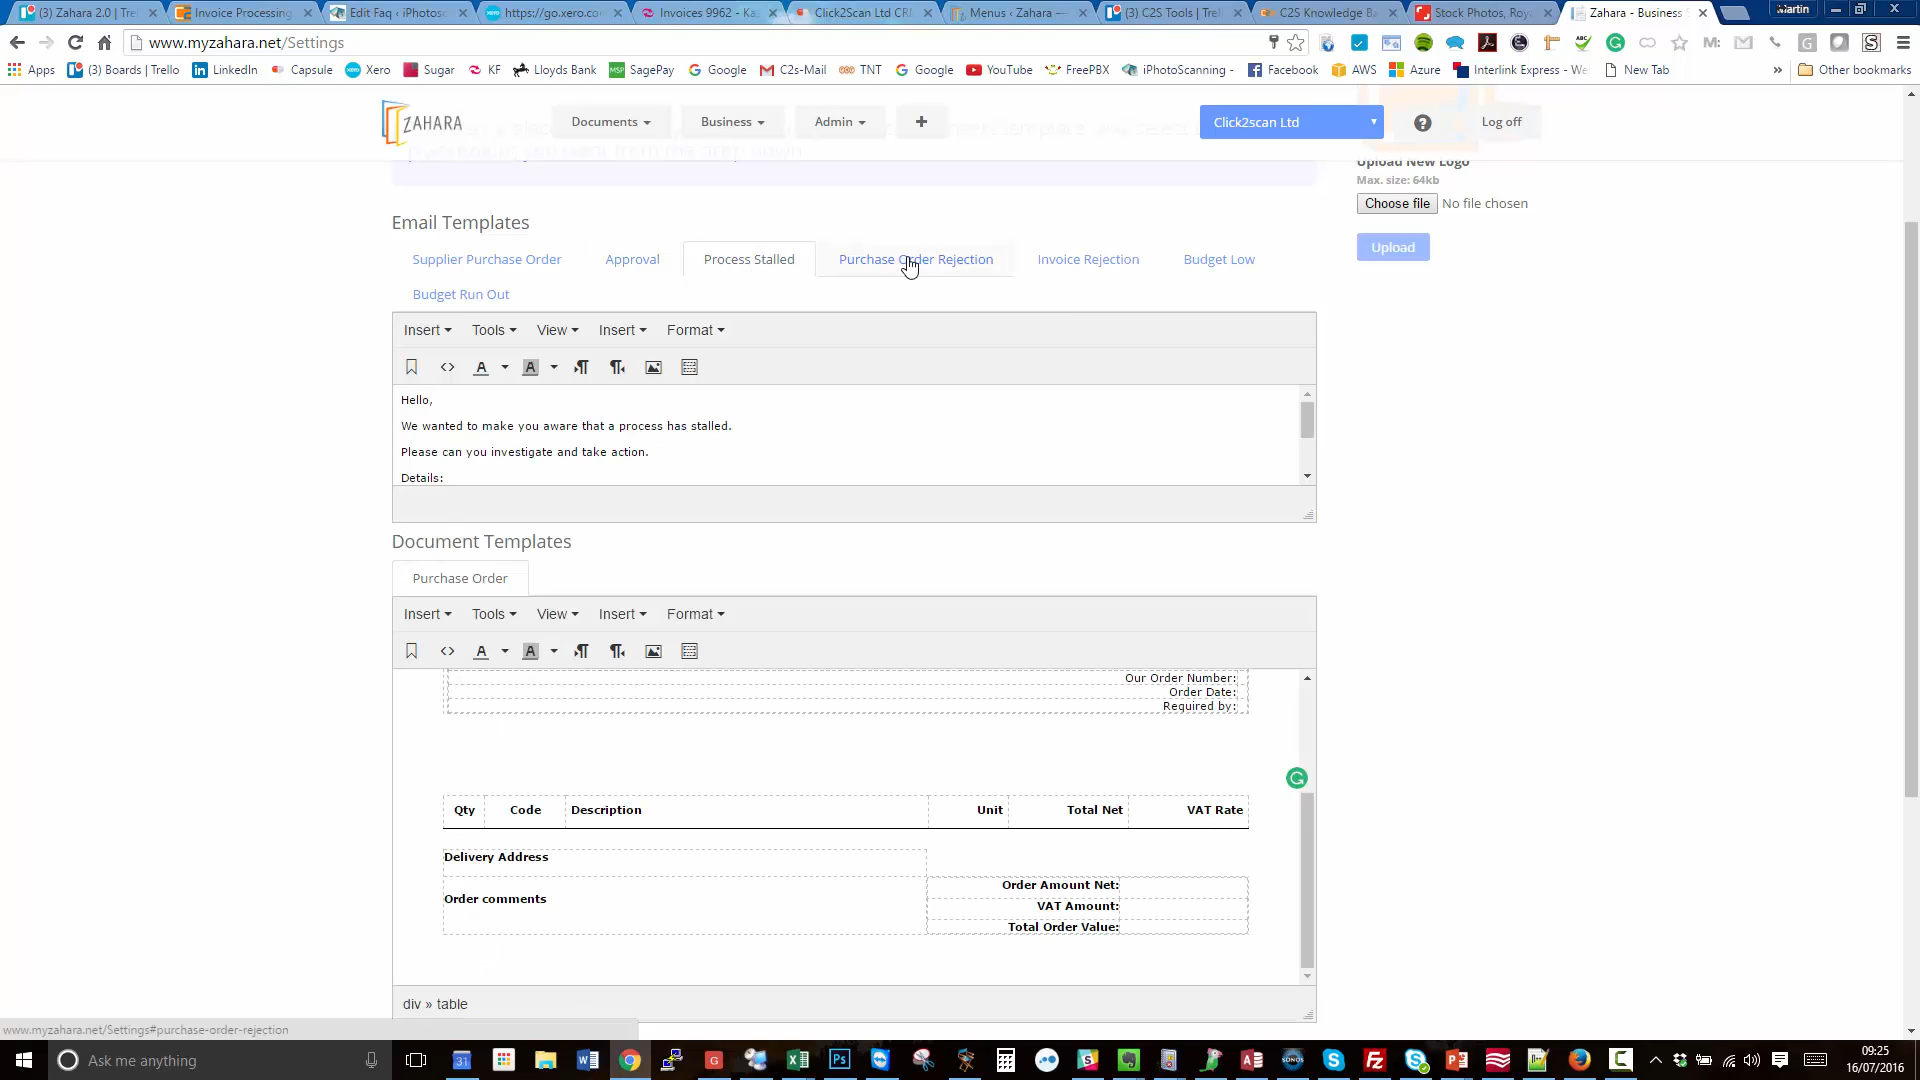 (3) Zahara 2.0 | Trel
Invoice Processing
Edit Faq ‹ iPhotosc
https://go.xero.co
Invoices 9962 - Ka
Click2Scan Ltd CR
Menus ‹ Zahara —
(3) C2S Tools | Trel
C2S Knowledge Ba
Stock Photos, Roya
Zahara - Business S
Martin
www.myzahara.net/Settings
Apps
(3) Boards | Trello
LinkedIn
Capsule
Xero
Sugar
KF
Lloyds Bank
SagePay
Google
C2s-Mail
TNT
Google
YouTube
FreePBX
iPhotoScanning -
Facebook
AWS
Azure
Interlink Express - We
New Tab
»
Other bookmarks
ZAHARA
Documents
Business
Admin
+
Click2scan Ltd
?
Log off
Upload New Logo
Max. size: 64kb
Choose file No file chosen
Upload
Email Templates
Supplier Purchase Order
Approval
Process Stalled
Purchase Order Rejection
Invoice Rejection
Budget Low
Budget Run Out
Insert Tools View Insert Format
Hello,
We wanted to make you aware that a process has stalled.
Please can you investigate and take action.
Details:
Document Templates
Purchase Order
Insert Tools View Insert Format
Our Order Number:
Order Date:
Required by:
Qty Code Description Unit Total Net VAT Rate
Delivery Address
Order comments
Order Amount Net:
VAT Amount:
Total Order Value:
div » table
www.myzahara.net/Settings#purchase-order-rejection
Ask me anything
09:25
16/07/2016